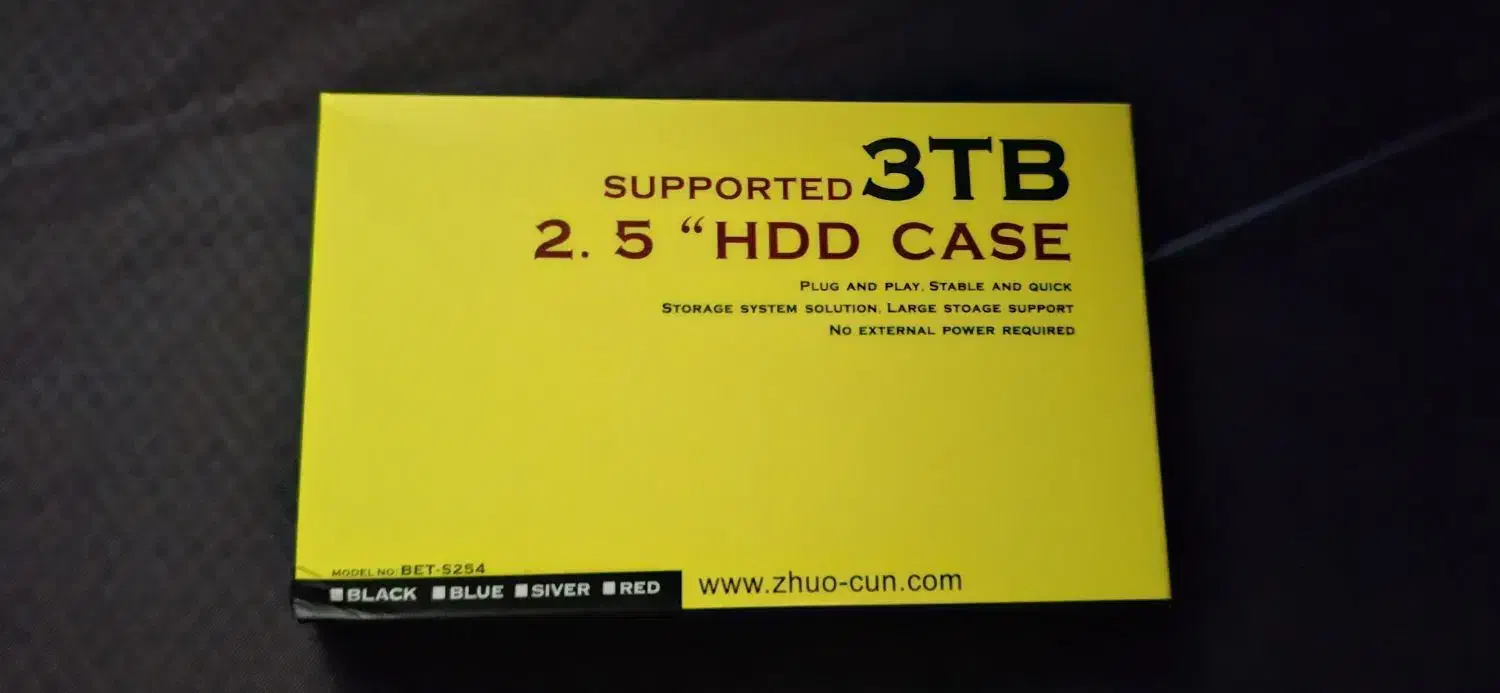 SUPPORTED 3TB
2. 5 “HDD CASE
PLUG AND PLAY, STABLE AND QUICK
STORAGE SYSTEM SOLUTION, LARGE STOAGE SUPPORT
NO EXTERNAL POWER REQUIRED
MODEL NO: BET-S254
BLACK BLUE SIVER RED
www.zhuo-cun.com